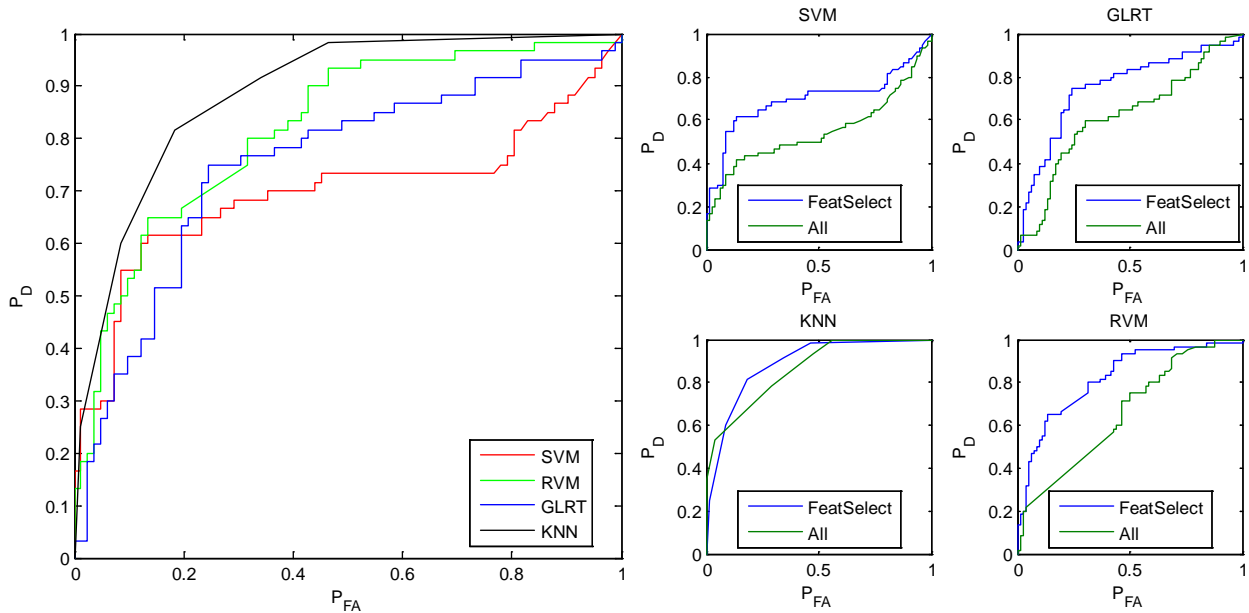 1
0.9
0.8
0.7
0.6
0.5
0.4
0.3
0.2
0.1
0
P_D
0 0.2 0.4 0.6 0.8 1
P_FA
SVM
RVM
GLRT
KNN
SVM
1
0.8
0.6
0.4
0.2
0
P_D
0 0.5 1
P_FA
FeatSelect
All
GLRT
1
0.8
0.6
0.4
0.2
0
P_D
0 0.5 1
P_FA
FeatSelect
All
KNN
1
0.8
0.6
0.4
0.2
0
P_D
0 0.5 1
P_FA
FeatSelect
All
RVM
1
0.8
0.6
0.4
0.2
0
P_D
0 0.5 1
P_FA
FeatSelect
All